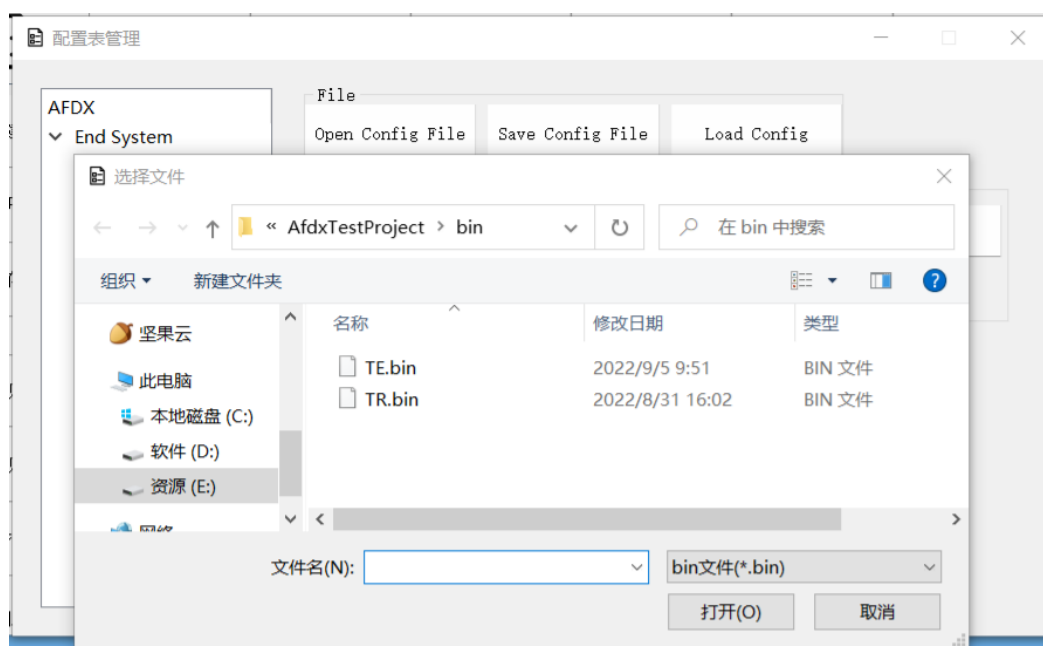 配置表管理
AFDX
End System
File
Open Config File Save Config File Load Config
选择文件
« AfdxTestProject > bin 在 bin 中搜索
组织 新建文件夹
名称 修改日期 类型
坚果云
TE.bin 2022/9/5 9:51 BIN 文件
此电脑
TR.bin 2022/8/31 16:02 BIN 文件
本地磁盘 (C:)
软件 (D:)
资源 (E:)
网络
文件名(N): bin文件(*.bin)
打开(O) 取消